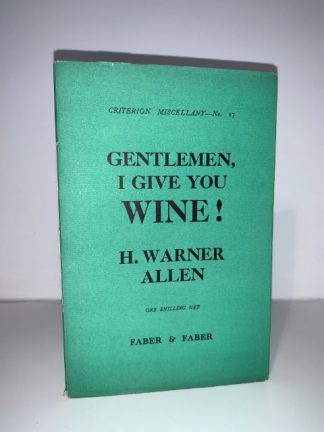 CRITERION MISCELLANY—No. 17
GENTLEMEN,
I GIVE YOU
WINE!
H. WARNER
ALLEN
ONE SHILLING NET
FABER & FABER